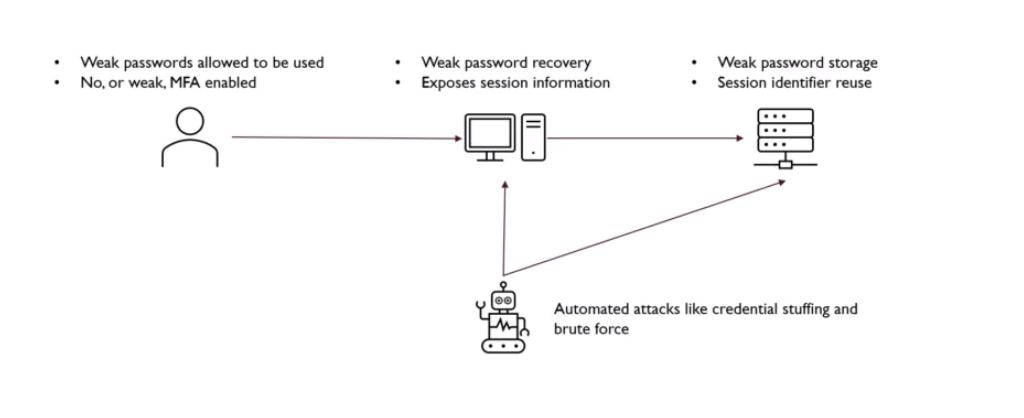 • Weak passwords allowed to be used
• No, or weak, MFA enabled
• Weak password recovery
• Exposes session information
• Weak password storage
• Session identifier reuse
Automated attacks like credential stuffing and
brute force